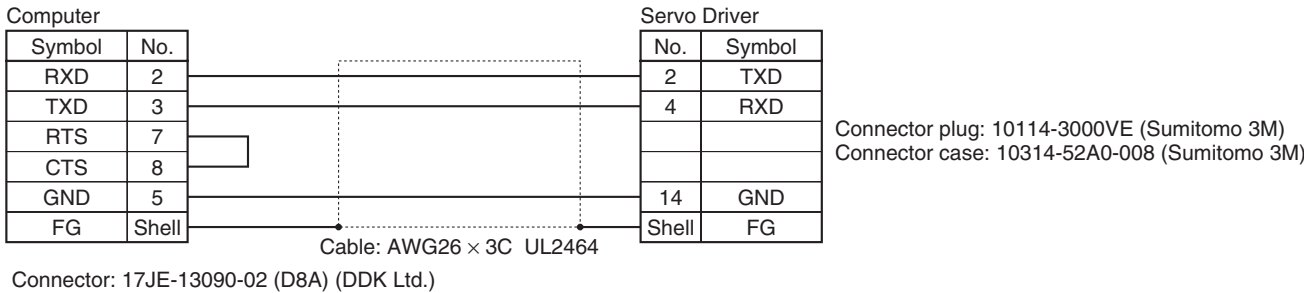 Computer
Servo Driver
Symbol No. No. Symbol
RXD 2 2 TXD
TXD 3 4 RXD
RTS 7
CTS 8
GND 5 14 GND
FG Shell Shell FG
Connector plug: 10114-3000VE (Sumitomo 3M)
Connector case: 10314-52A0-008 (Sumitomo 3M)
Cable: AWG26 × 3C UL2464
Connector: 17JE-13090-02 (D8A) (DDK Ltd.)